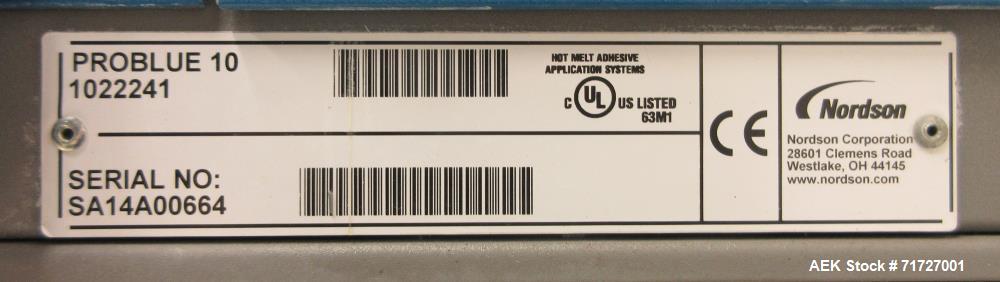 PROBLUE 10
1022241
HOT MELT ADHESIVE
APPLICATION SYSTEMS
C UL US LISTED
63M1
SERIAL NO:
SA14A00664
CE
Nordson
Nordson Corporation
28601 Clemens Road
Westlake, OH 44145
www.nordson.com
AEK Stock # 71727001